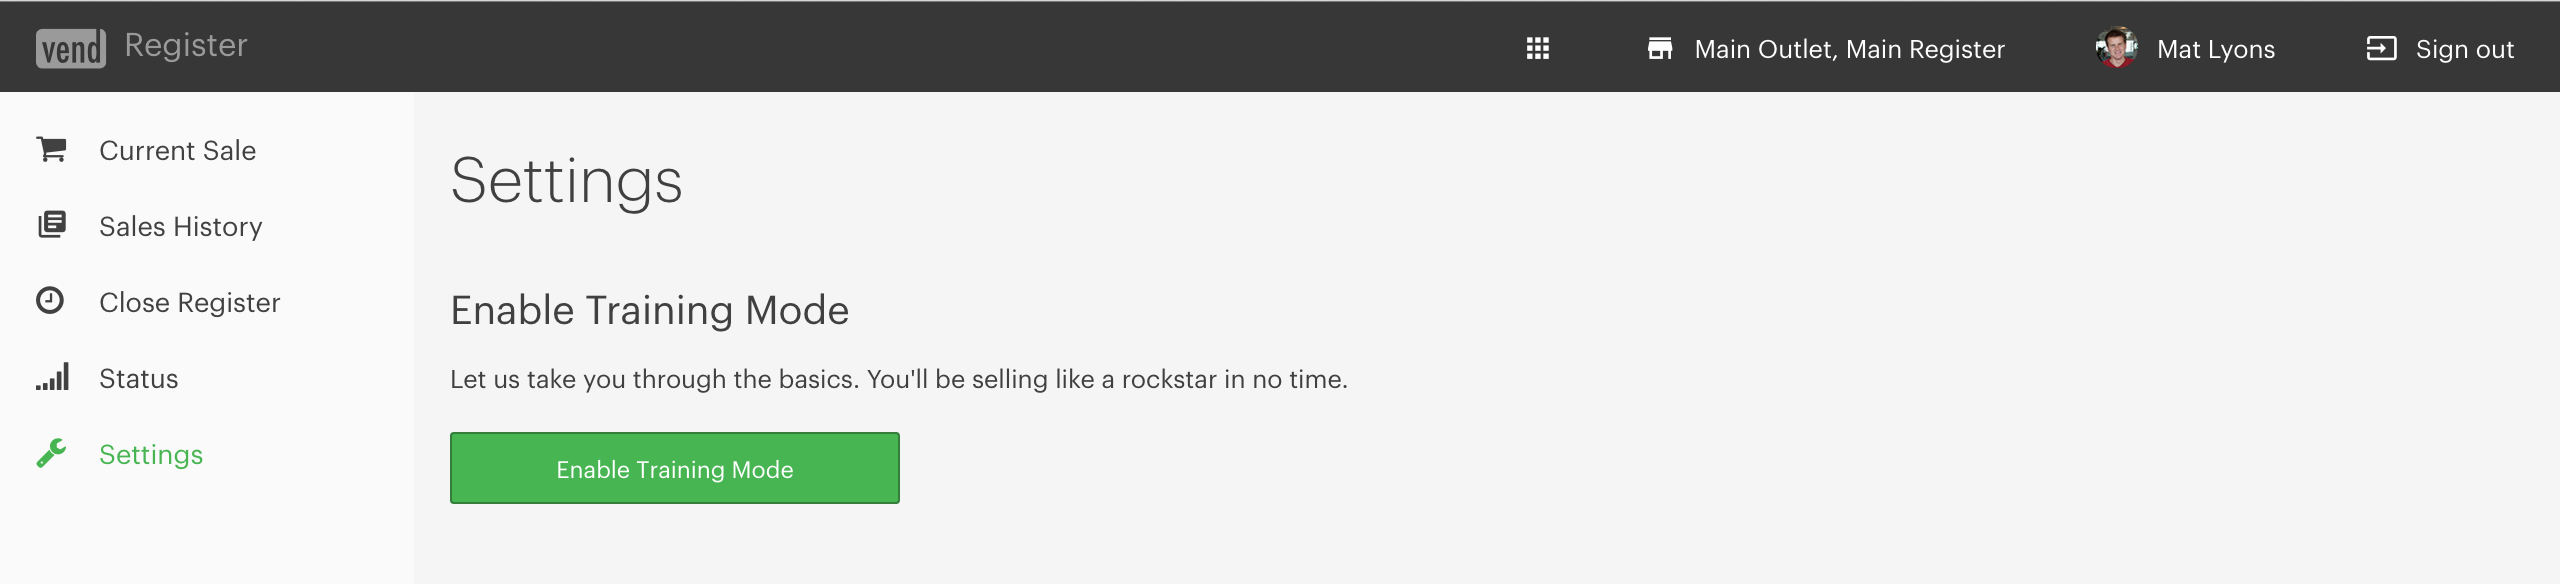 vend Register
Main Outlet, Main Register
Mat Lyons
Sign out
Current Sale
Sales History
Close Register
Status
Settings
Settings
Enable Training Mode
Let us take you through the basics. You'll be selling like a rockstar in no time.
Enable Training Mode